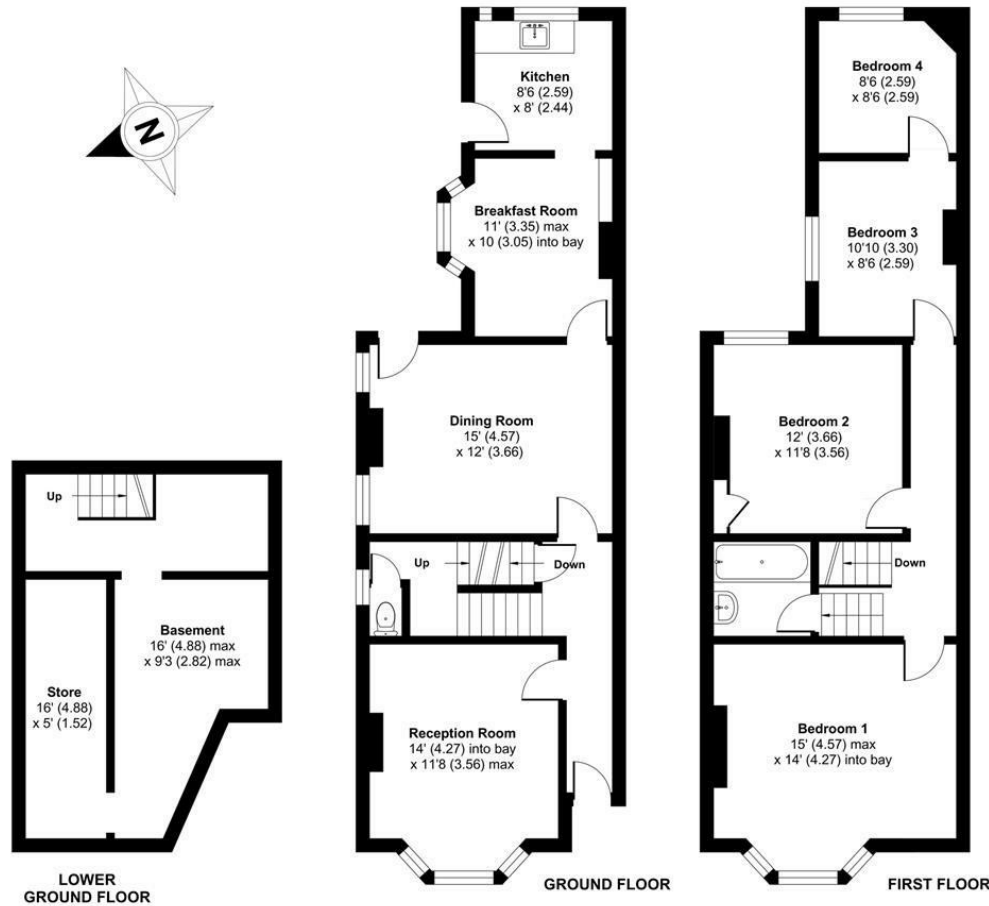 N
Up
Basement
16' (4.88) max
x 9'3 (2.82) max
Store
16' (4.88)
x 5' (1.52)
LOWER
GROUND FLOOR
Kitchen
8'6 (2.59)
x 8' (2.44)
Breakfast Room
11' (3.35) max
x 10 (3.05) into bay
Dining Room
15' (4.57)
x 12' (3.66)
Up
Down
Reception Room
14' (4.27) into bay
x 11'8 (3.56) max
GROUND FLOOR
Bedroom 4
8'6 (2.59)
x 8'6 (2.59)
Bedroom 3
10'10 (3.30)
x 8'6 (2.59)
Bedroom 2
12' (3.66)
x 11'8 (3.56)
Down
Bedroom 1
15' (4.57) max
x 14' (4.27) into bay
FIRST FLOOR